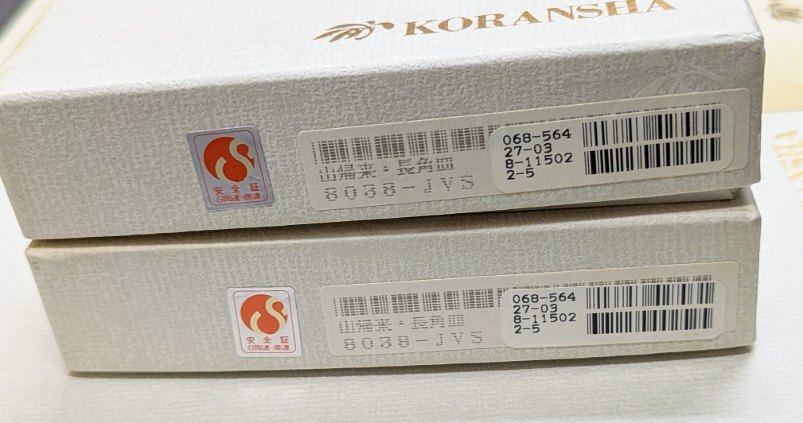 KORANSHA
安全証
日陶連・商連
山帰来・長角皿
8038-JVS
068-564
27-03
8-11502
2-5
安全証
日陶連・商連
山帰来・長角皿
8038-JVS
068-564
27-03
8-11502
2-5